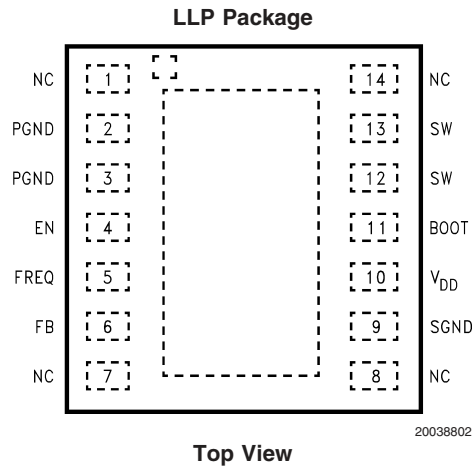 LLP Package
NC 1 14 NC
PGND 2 13 SW
PGND 3 12 SW
EN 4 11 BOOT
FREQ 5 10 VDD
FB 6 9 SGND
NC 7 8 NC
20038802
Top View